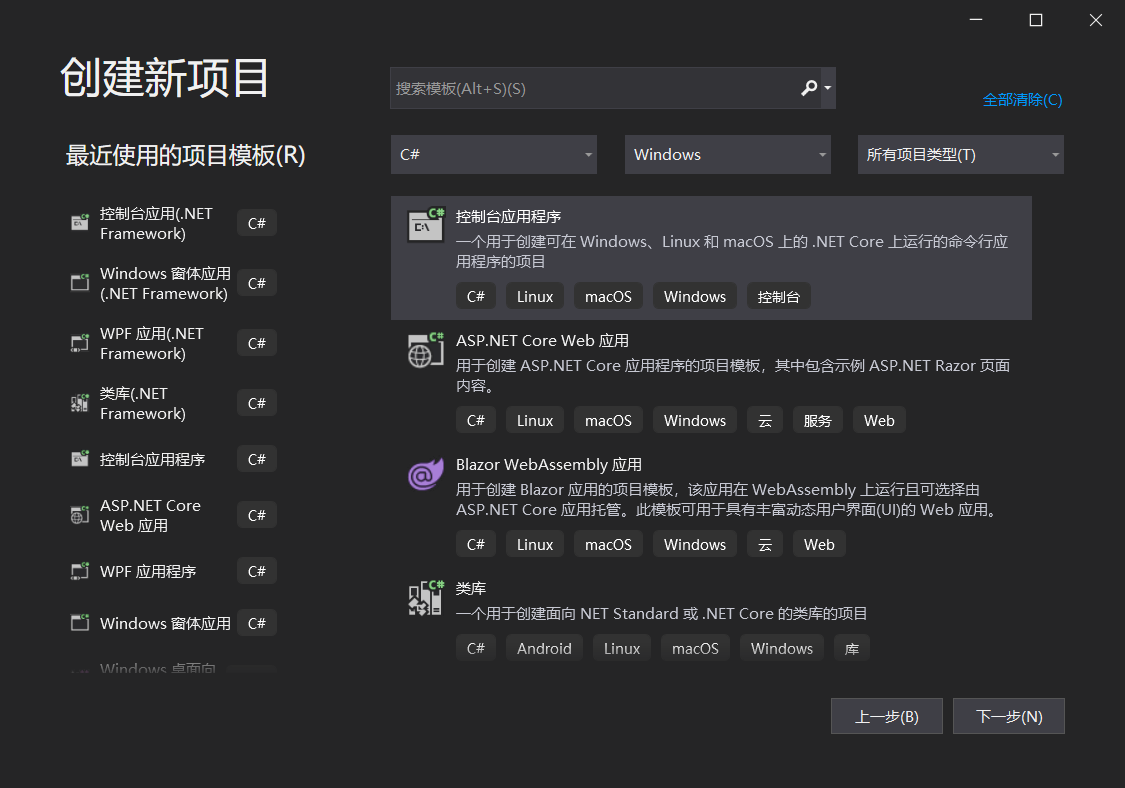 创建新项目
搜索模板(Alt+S)(S)
全部清除(C)
最近使用的项目模板(R)
C#
Windows
所有项目类型(T)
控制台应用(.NET
Framework)
C#
Windows 窗体应用
(.NET Framework)
C#
WPF 应用(.NET
Framework)
C#
类库(.NET
Framework)
C#
控制台应用程序
C#
ASP.NET Core
Web 应用
C#
WPF 应用程序
C#
Windows 窗体应用
C#
Windows 桌面向
控制台应用程序
一个用于创建可在 Windows、Linux 和 macOS 上的 .NET Core 上运行的命令行应
用程序的项目
C# Linux macOS Windows 控制台
ASP.NET Core Web 应用
用于创建 ASP.NET Core 应用程序的项目模板，其中包含示例 ASP.NET Razor 页面
内容。
C# Linux macOS Windows 云 服务 Web
Blazor WebAssembly 应用
用于创建 Blazor 应用的项目模板，该应用在 WebAssembly 上运行且可选择由
ASP.NET Core 应用托管。此模板可用于具有丰富动态用户界面(UI)的 Web 应用。
C# Linux macOS Windows 云 Web
类库
一个用于创建面向 NET Standard 或 .NET Core 的类库的项目
C# Android Linux macOS Windows 库
上一步(B)
下一步(N)